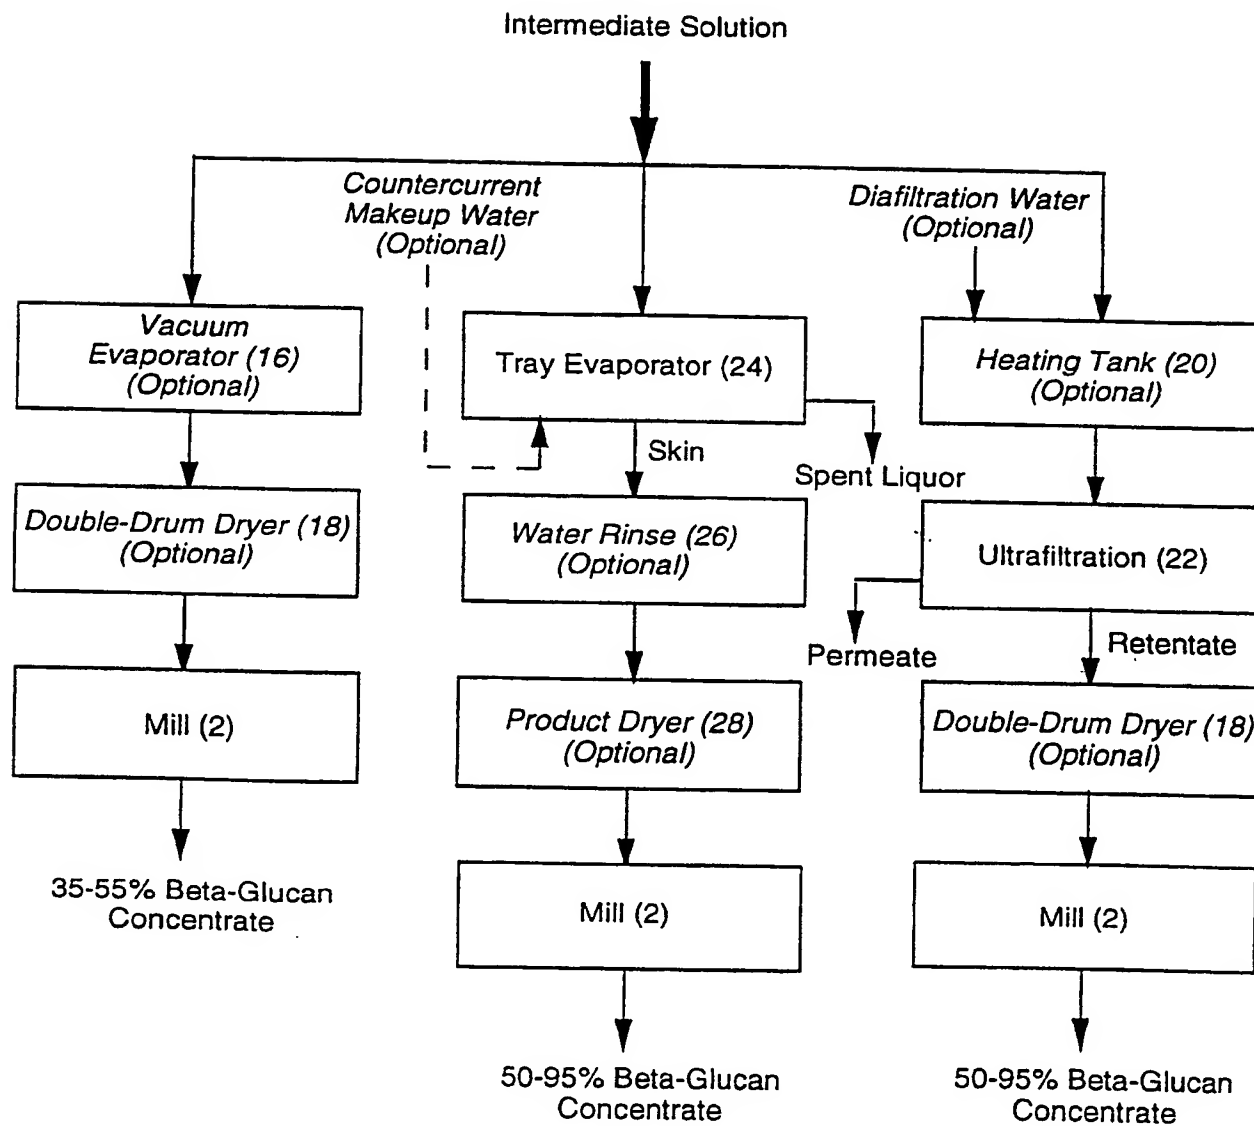 Intermediate Solution
Countercurrent
Makeup Water
(Optional)
Diafiltration Water
(Optional)
Vacuum
Evaporator (16)
(Optional)
Tray Evaporator (24)
Heating Tank (20)
(Optional)
Skin
Spent Liquor
Double-Drum Dryer (18)
(Optional)
Water Rinse (26)
(Optional)
Ultrafiltration (22)
Permeate
Retentate
Mill (2)
Product Dryer (28)
(Optional)
Double-Drum Dryer (18)
(Optional)
35-55% Beta-Glucan
Concentrate
Mill (2)
Mill (2)
50-95% Beta-Glucan
Concentrate
50-95% Beta-Glucan
Concentrate